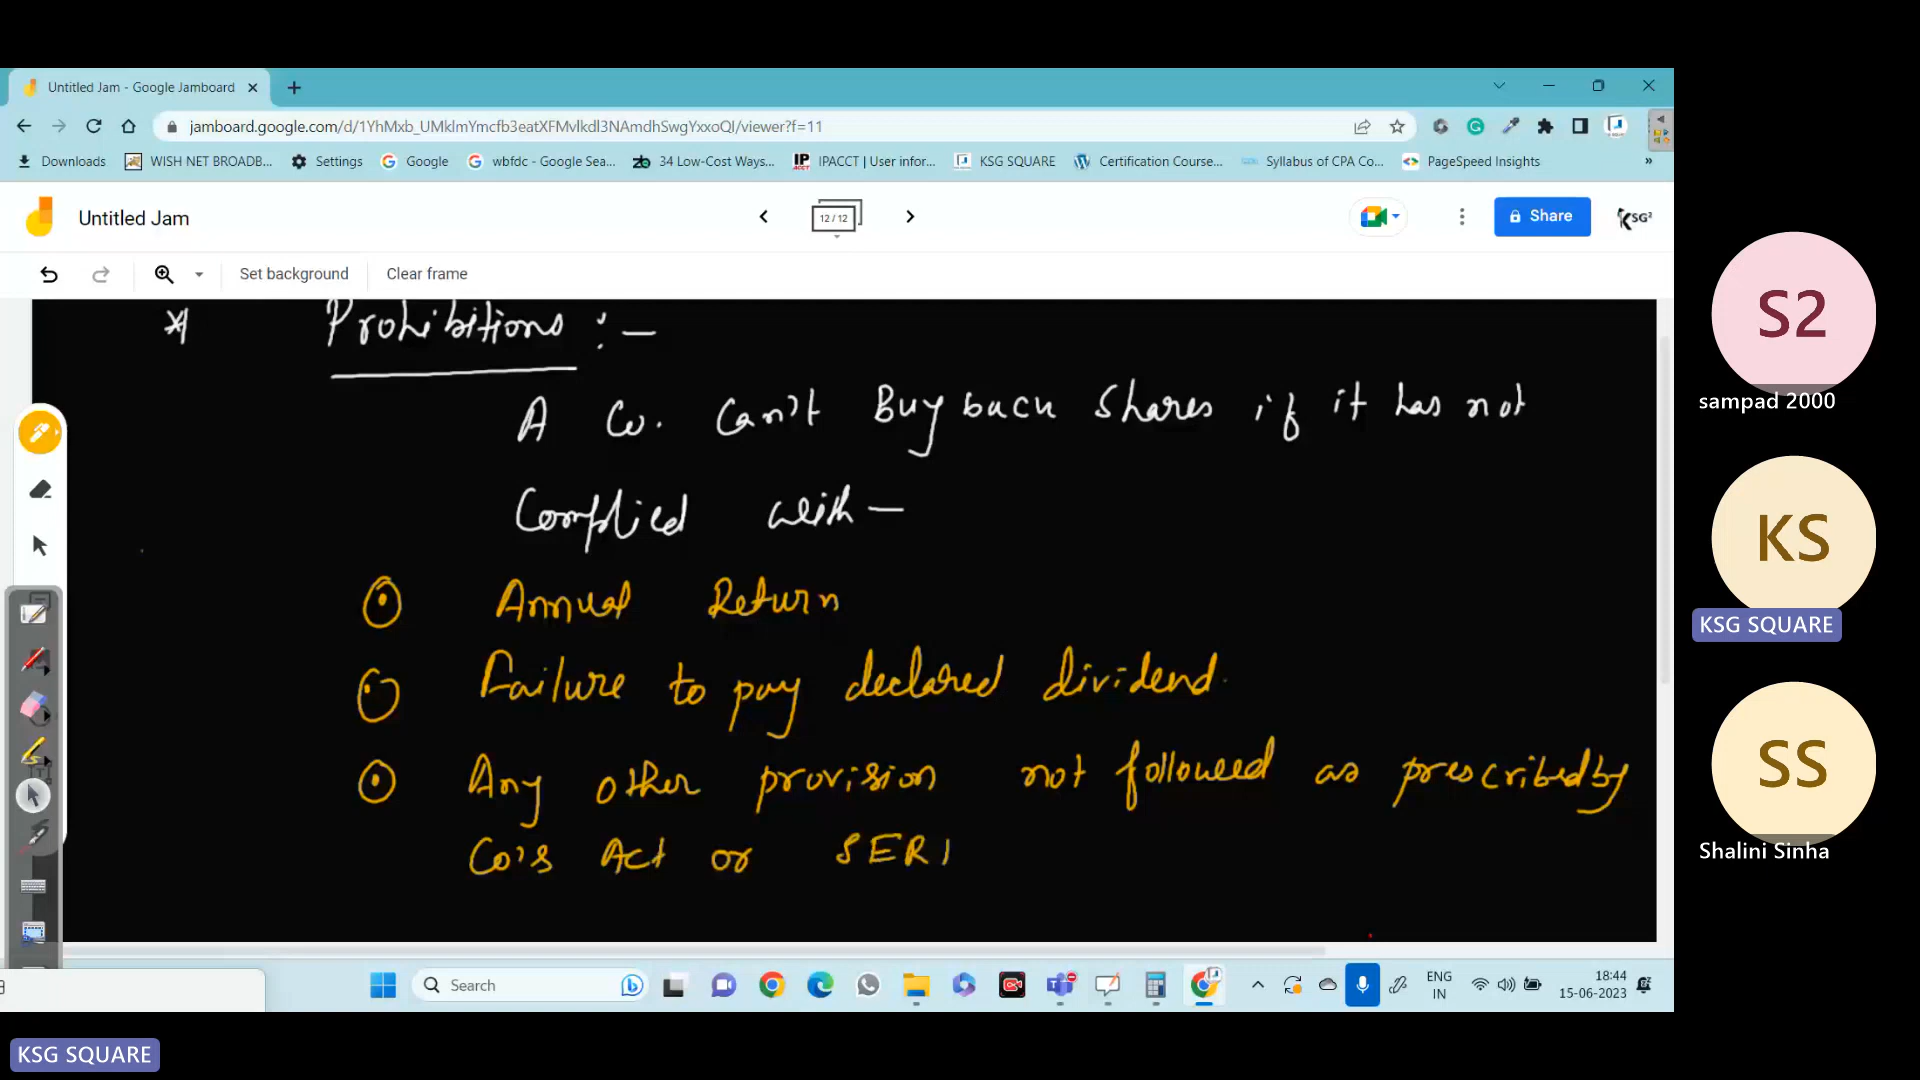 Untitled Jam - Google Jamboard
jamboard.google.com/d/1YhMxb_UMklmYmcfb3eatXFMvlkdl3NAmdhSwgYxxoQI/viewer?f=11
Downloads WISH NET BROADB... Settings Google wbfdc - Google Sea... 34 Low-Cost Ways... IPACCT | User infor... KSG SQUARE Certification Course... Syllabus of CPA Co... PageSpeed Insights »
Untitled Jam
12 / 12
Share
KSG²
Set background Clear frame
* Prohibitions :-
A Co. Can't Buy back Shares if it has not
Complied with -
Annual Return
Failure to pay declared dividend.
Any other provision not followed as prescribed by
Co's Act or SEBI
S2
sampad 2000
KS
KSG SQUARE
SS
Shalini Sinha
Search
ENG
IN
18:44
15-06-2023
KSG SQUARE